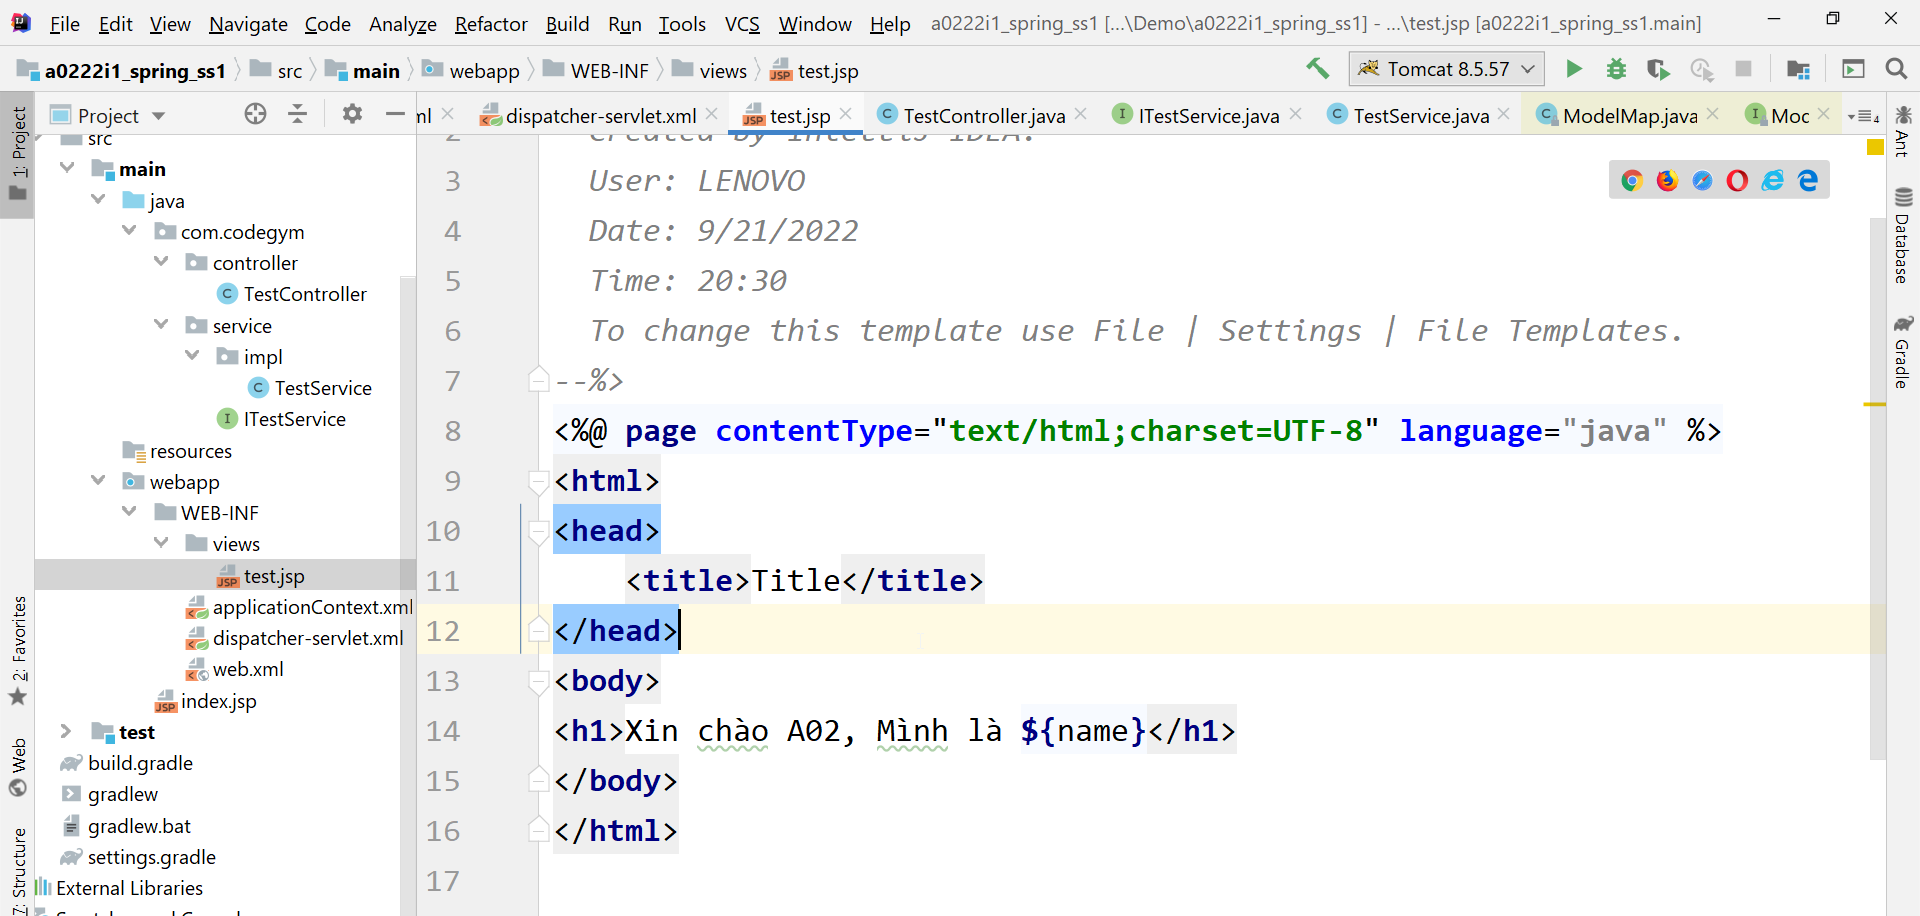 File Edit View Navigate Code Analyze Refactor Build Run Tools VCS Window Help a0222i1_spring_ss1 [...\Demo\a0222i1_spring_ss1] - ...\test.jsp [a0222i1_spring_ss1.main]
a0222i1_spring_ss1 src main webapp WEB-INF views test.jsp Tomcat 8.5.57
Project ml dispatcher-servlet.xml test.jsp TestController.java ITestService.java TestService.java ModelMap.java Moc 4
1: Project
2: Favorites
Web
7: Structure
src
main
java
com.codegym
controller
TestController
service
impl
TestService
ITestService
resources
webapp
WEB-INF
views
test.jsp
applicationContext.xml
dispatcher-servlet.xml
web.xml
index.jsp
test
build.gradle
gradlew
gradlew.bat
settings.gradle
External Libraries
2 Created by IntelliJ IDEA.
3 User: LENOVO
4 Date: 9/21/2022
5 Time: 20:30
6 To change this template use File | Settings | File Templates.
7 --%>
8 <%@ page contentType="text/html;charset=UTF-8" language="java" %>
9 <html>
10 <head>
11 <title>Title</title>
12 </head>
13 <body>
14 <h1>Xin chào A02, Mình là ${name}</h1>
15 </body>
16 </html>
17
Ant
Database
Gradle